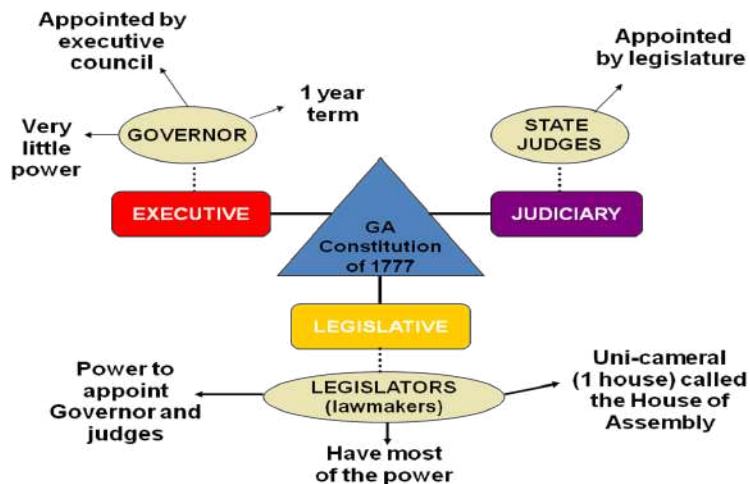 Appointed by
executive
council
1 year
term
GOVERNOR
Very
little
power
EXECUTIVE
Appointed
by legislature
STATE
JUDGES
JUDICIARY
GA
Constitution
of 1777
LEGISLATIVE
LEGISLATORS
(lawmakers)
Power to
appoint
Governor and
judges
Have most
of the power
Uni-cameral
(1 house) called
the House of
Assembly